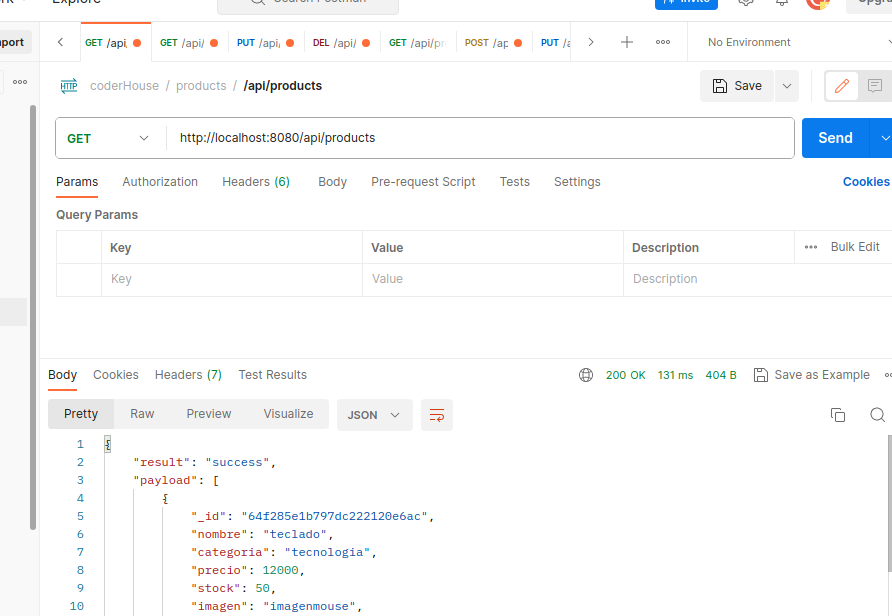 Explore
Search Postman
Invite
Upgra
port
GET /api,
GET /api/
PUT /api,
DEL /api/
GET /api/pr
POST /ap
PUT /a
No Environment
HTTP
coderHouse / products / /api/products
Save
GET
http://localhost:8080/api/products
Send
Params
Authorization
Headers (6)
Body
Pre-request Script
Tests
Settings
Cookies
Query Params
Key
Value
Description
Bulk Edit
Key
Value
Description
Body
Cookies
Headers (7)
Test Results
200 OK
131 ms
404 B
Save as Example
Pretty
Raw
Preview
Visualize
JSON
1 {
2 "result": "success",
3 "payload": [
4 {
5 "_id": "64f285e1b797dc222120e6ac",
6 "nombre": "teclado",
7 "categoria": "tecnologia",
8 "precio": 12000,
9 "stock": 50,
10 "imagen": "imagenmouse",